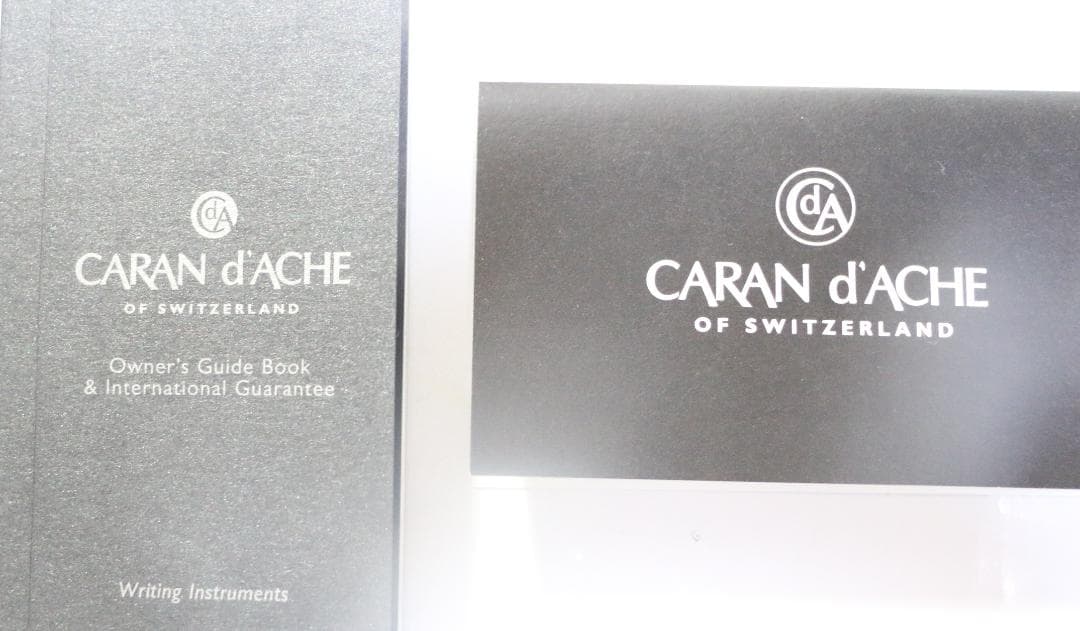 CdA
CARAN d'ACHE
OF SWITZERLAND
Owner's Guide Book
& International Guarantee
Writing Instruments
CdA
CARAN d'ACHE
OF SWITZERLAND